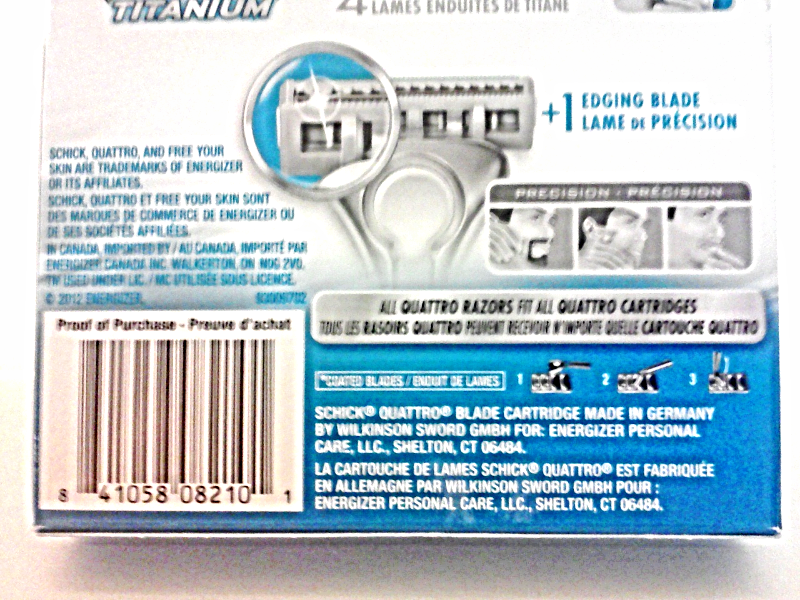 TITANIUM
4 LAMES ENDUITES DE TITANE
+1 EDGING BLADE
LAME DE PRÉCISION
SCHICK, QUATTRO, AND FREE YOUR
SKIN ARE TRADEMARKS OF ENERGIZER
OR ITS AFFILIATES.
SCHICK, QUATTRO ET FREE YOUR SKIN SONT
DES MARQUES DE COMMERCE DE ENERGIZER OU
DE SES SOCIÉTÉS AFFILIÉES.
IN CANADA, IMPORTED BY / AU CANADA, IMPORTÉ PAR
ENERGIZER CANADA INC. WALKERTON, ON N0G 2V0.
TM USED UNDER LIC. / MC UTILISÉE SOUS LICENCE.
© 2012 ENERGIZER.
PRECISION • PRÉCISION
ALL QUATTRO RAZORS FIT ALL QUATTRO CARTRIDGES
TOUS LES RASOIRS QUATTRO PEUVENT RECEVOIR N'IMPORTE QUELLE CARTOUCHE QUATTRO
Proof of Purchase - Preuve d'achat
8 41058 08210 1
*COATED BLADES / ENDUIT DE LAMES 1 2 3
SCHICK® QUATTRO® BLADE CARTRIDGE MADE IN GERMANY
BY WILKINSON SWORD GMBH FOR: ENERGIZER PERSONAL
CARE, LLC., SHELTON, CT 06484.
LA CARTOUCHE DE LAMES SCHICK® QUATTRO® EST FABRIQUÉE
EN ALLEMAGNE PAR WILKINSON SWORD GMBH POUR :
ENERGIZER PERSONAL CARE, LLC., SHELTON, CT 06484.